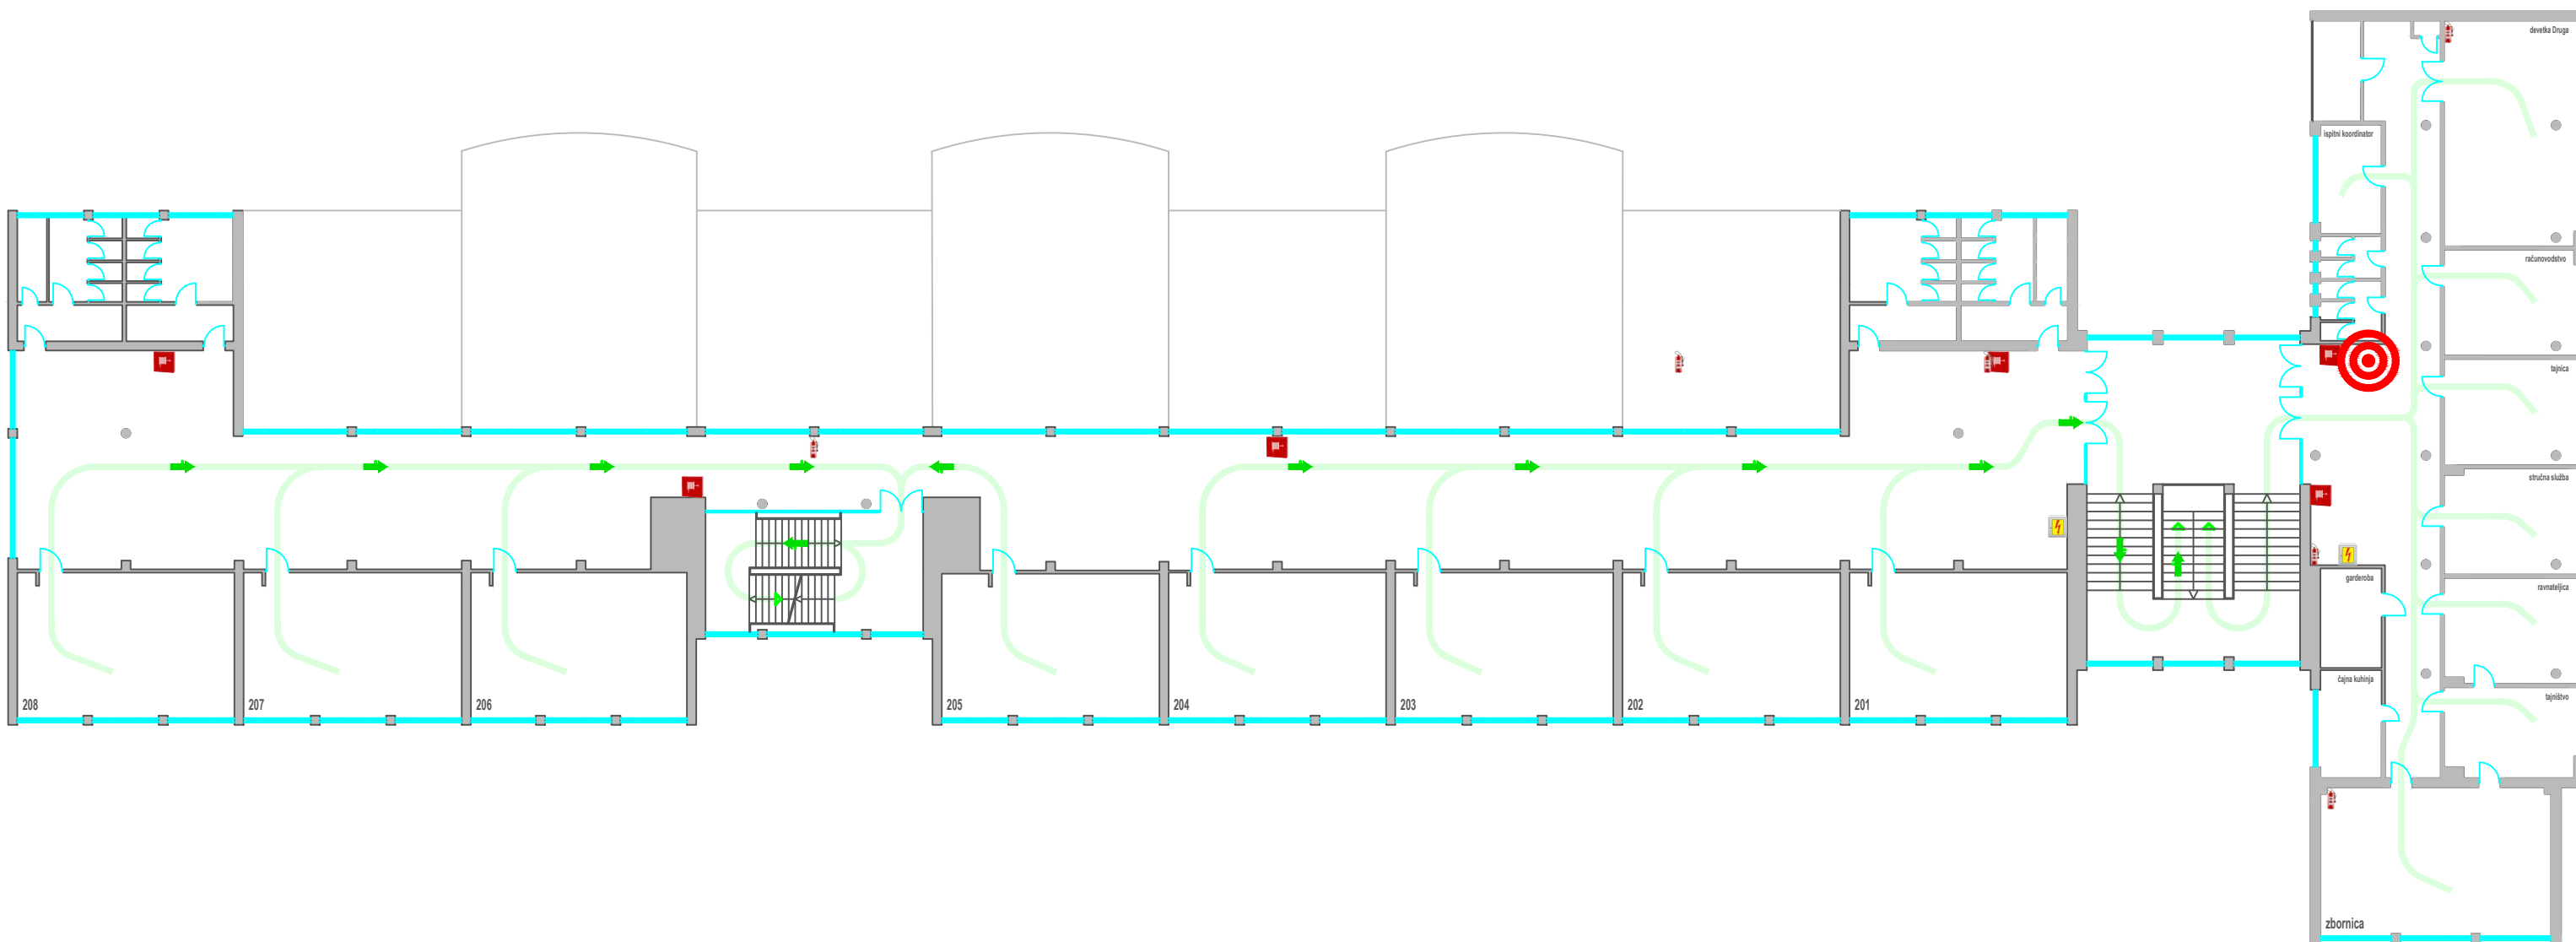 devetka Druga
ispitni koordinator
računovodstvo
tajnica
stručna služba
garderoba
ravnateljica
čajna kuhinja
tajništvo
208
207
206
205
204
203
202
201
zbornica